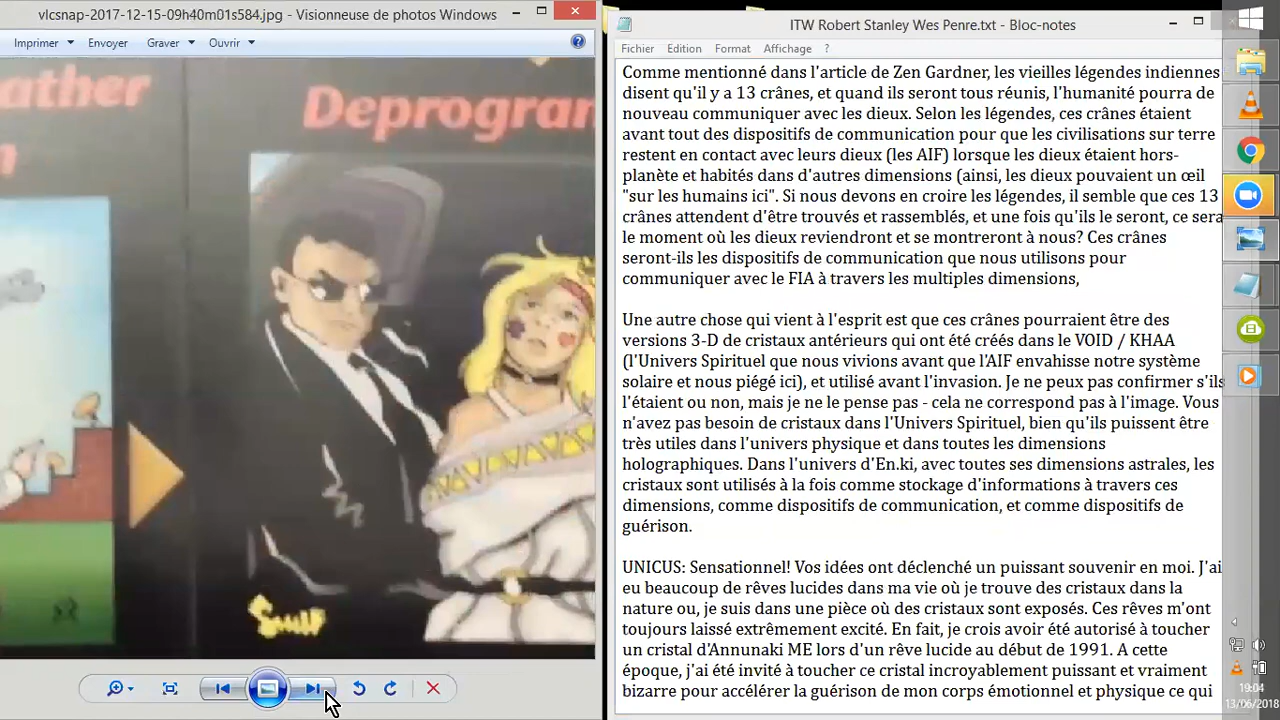 vlcsnap-2017-12-15-09h40m01s584.jpg - Visionneuse de photos Windows
Imprimer Envoyer Graver Ouvrir
ather
n
Deprogram
x2
ITW Robert Stanley Wes Penre.txt - Bloc-notes
Fichier Edition Format Affichage ?
Comme mentionné dans l'article de Zen Gardner, les vieilles légendes indiennes
disent qu'il y a 13 crânes, et quand ils seront tous réunis, l'humanité pourra de
nouveau communiquer avec les dieux. Selon les légendes, ces crânes étaient
avant tout des dispositifs de communication pour que les civilisations sur terre
restent en contact avec leurs dieux (les AIF) lorsque les dieux étaient hors-
planète et habités dans d'autres dimensions (ainsi, les dieux pouvaient un œil
"sur les humains ici". Si nous devons en croire les légendes, il semble que ces 13
crânes attendent d'être trouvés et rassemblés, et une fois qu'ils le seront, ce sera
le moment où les dieux reviendront et se montreront à nous? Ces crânes
seront-ils les dispositifs de communication que nous utilisons pour
communiquer avec le FIA à travers les multiples dimensions,
Une autre chose qui vient à l'esprit est que ces crânes pourraient être des
versions 3-D de cristaux antérieurs qui ont été créés dans le VOID / KHAA
(l'Univers Spirituel que nous vivions avant que l'AIF envahisse notre système
solaire et nous piégé ici), et utilisé avant l'invasion. Je ne peux pas confirmer s'ils
l'étaient ou non, mais je ne le pense pas - cela ne correspond pas à l'image. Vous
n'avez pas besoin de cristaux dans l'Univers Spirituel, bien qu'ils puissent être
très utiles dans l'univers physique et dans toutes les dimensions
holographiques. Dans l'univers d'En.ki, avec toutes ses dimensions astrales, les
cristaux sont utilisés à la fois comme stockage d'informations à travers ces
dimensions, comme dispositifs de communication, et comme dispositifs de
guérison.
UNICUS: Sensationnel! Vos idées ont déclenché un puissant souvenir en moi. J'ai
eu beaucoup de rêves lucides dans ma vie où je trouve des cristaux dans la
nature ou, je suis dans une pièce où des cristaux sont exposés. Ces rêves m'ont
toujours laissé extrêmement excité. En fait, je crois avoir été autorisé à toucher
un cristal d'Annunaki ME lors d'un rêve lucide au début de 1991. A cette
époque, j'ai été invité à toucher ce cristal incroyablement puissant et vraiment
bizarre pour accélérer la guérison de mon corps émotionnel et physique ce qui
19:04
13/06/2018